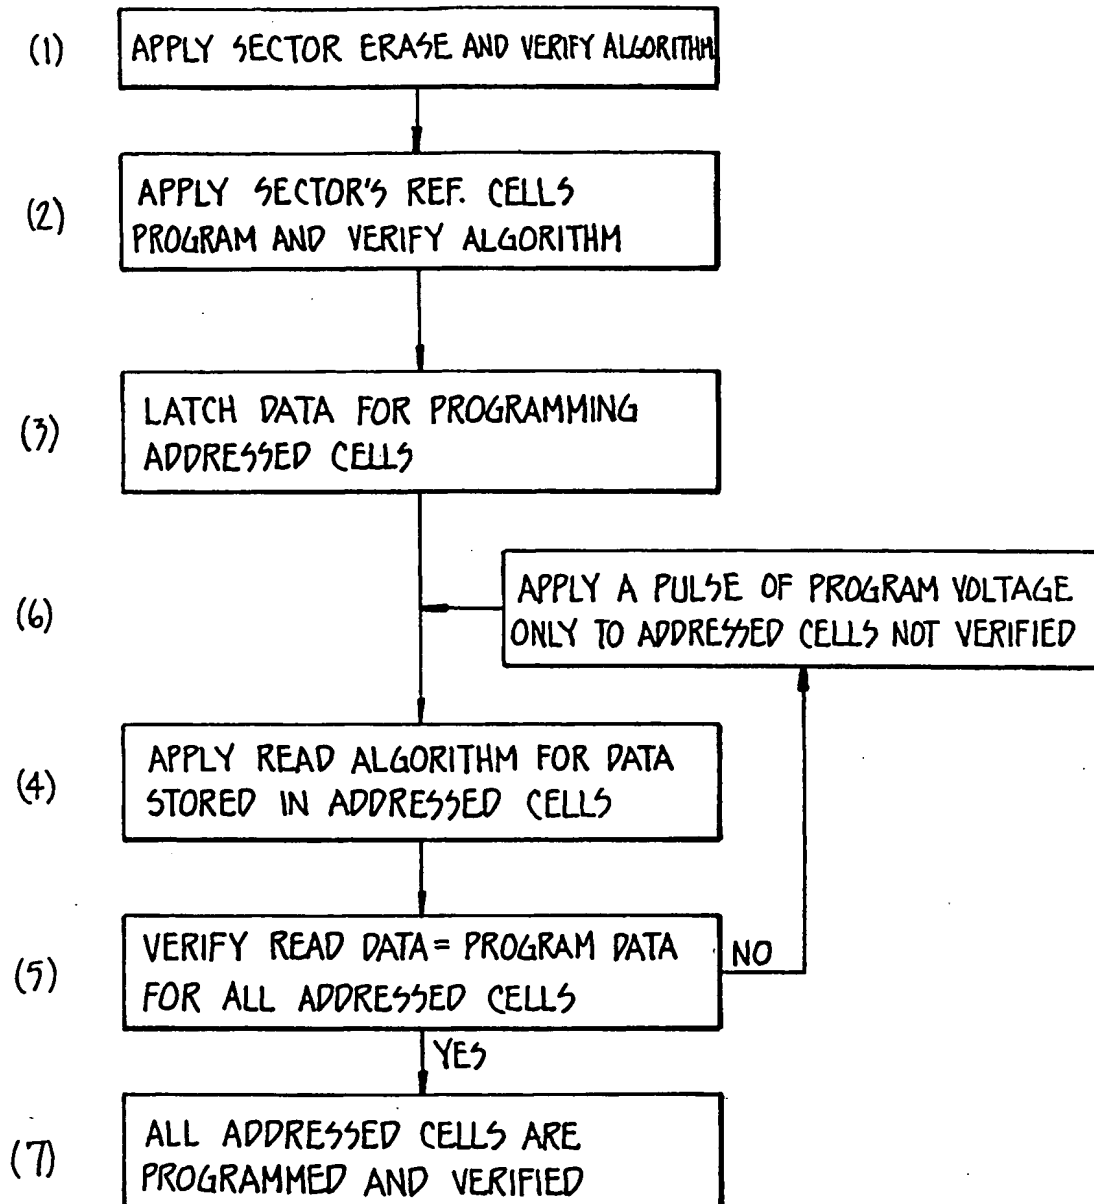 (1)
APPLY SECTOR ERASE AND VERIFY ALGORITHM
(2)
APPLY SECTOR'S REF. CELLS
PROGRAM AND VERIFY ALGORITHM
(3)
LATCH DATA FOR PROGRAMMING
ADDRESSED CELLS
(6)
APPLY A PULSE OF PROGRAM VOLTAGE
ONLY TO ADDRESSED CELLS NOT VERIFIED
(4)
APPLY READ ALGORITHM FOR DATA
STORED IN ADDRESSED CELLS
(5)
VERIFY READ DATA = PROGRAM DATA
FOR ALL ADDRESSED CELLS
NO
YES
(7)
ALL ADDRESSED CELLS ARE
PROGRAMMED AND VERIFIED